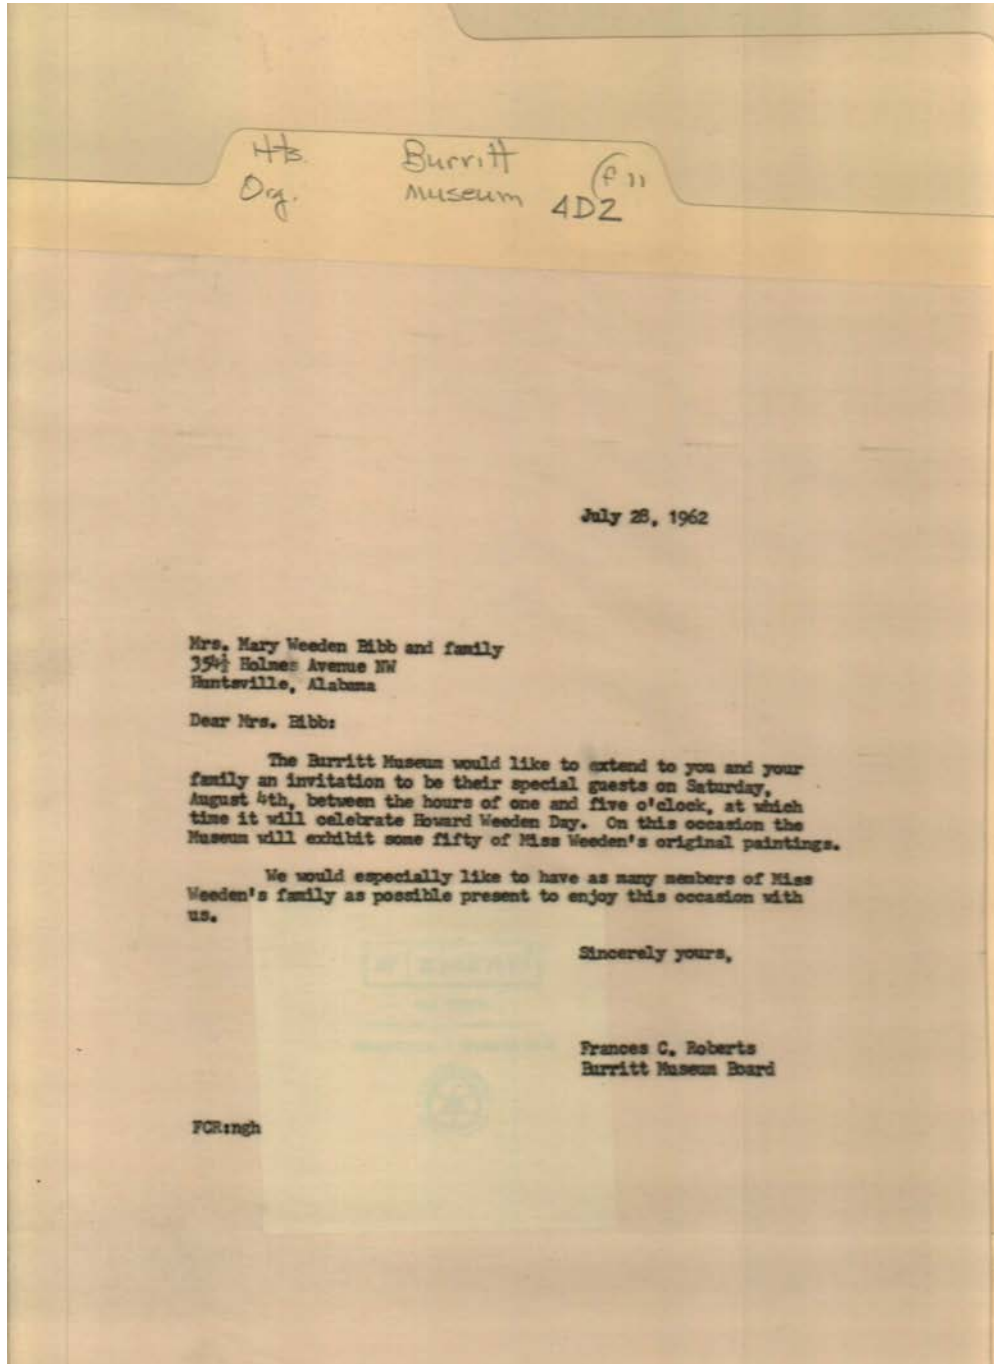 Hts. Burritt
Org. Museum 4D2 (f 11
July 28, 1962
Mrs. Mary Weeden Bibb and family
354½ Holmes Avenue NW
Huntsville, Alabama
Dear Mrs. Bibb:
The Burritt Museum would like to extend to you and your
family an invitation to be their special guests on Saturday,
August 4th, between the hours of one and five o'clock, at which
time it will celebrate Howard Weeden Day. On this occasion the
Museum will exhibit some fifty of Miss Weeden's original paintings.
We would especially like to have as many members of Miss
Weeden's family as possible present to enjoy this occasion with
us.
Sincerely yours,
Frances C. Roberts
Burritt Museum Board
FCR:ngh